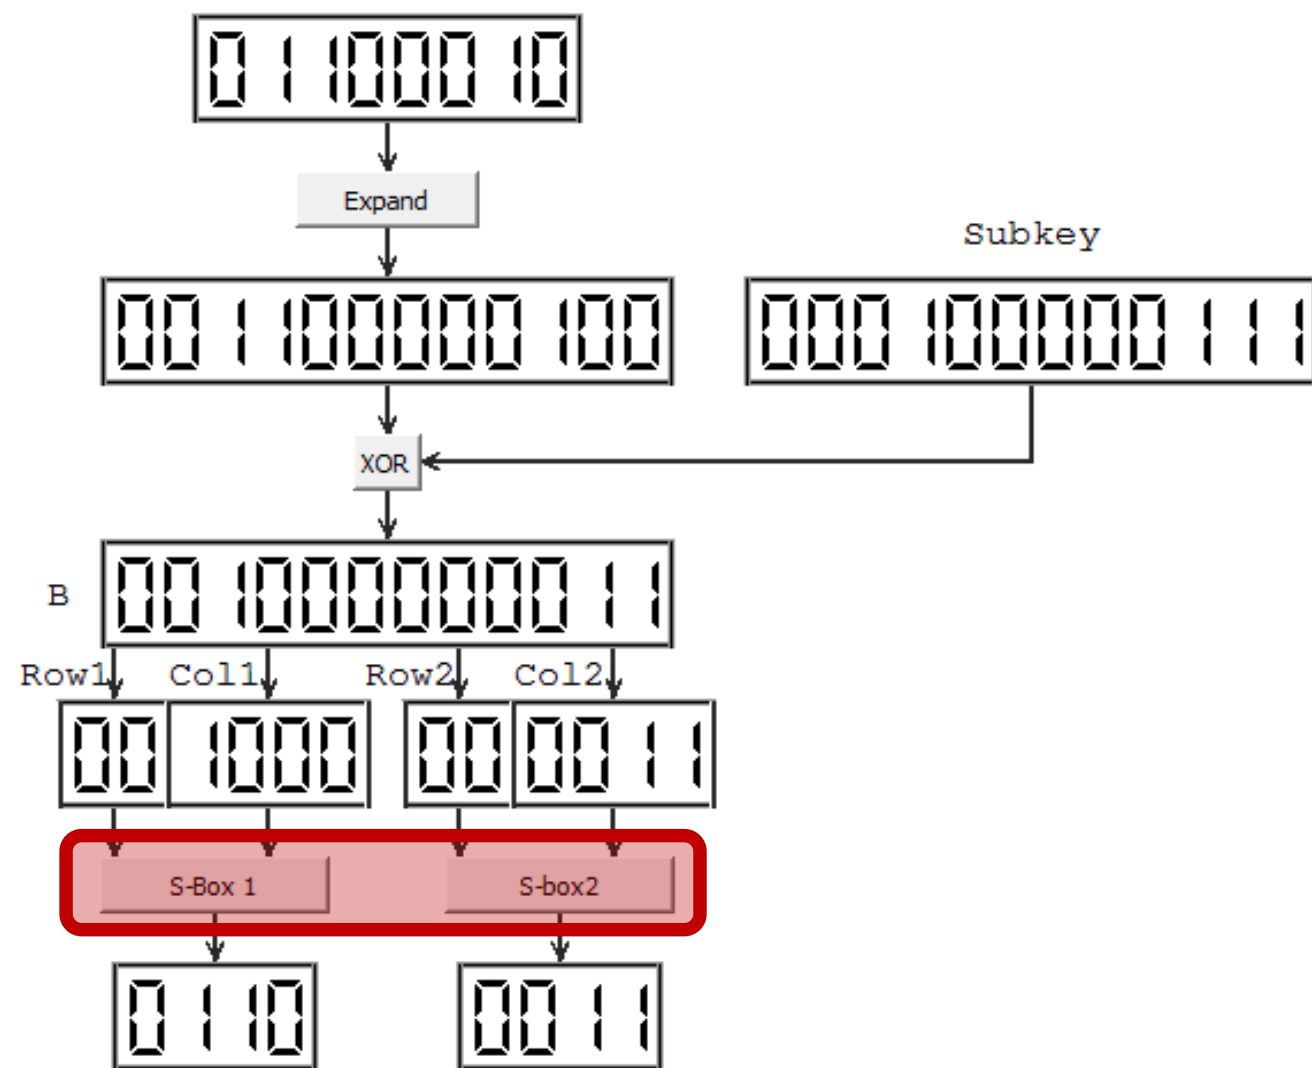 01100010
Expand
Subkey
001100000100 000100000111
XOR
B 001000000011
Row1 Col1 Row2 Col2
00 1000 00 0011
S-Box 1 S-box2
0110 0011